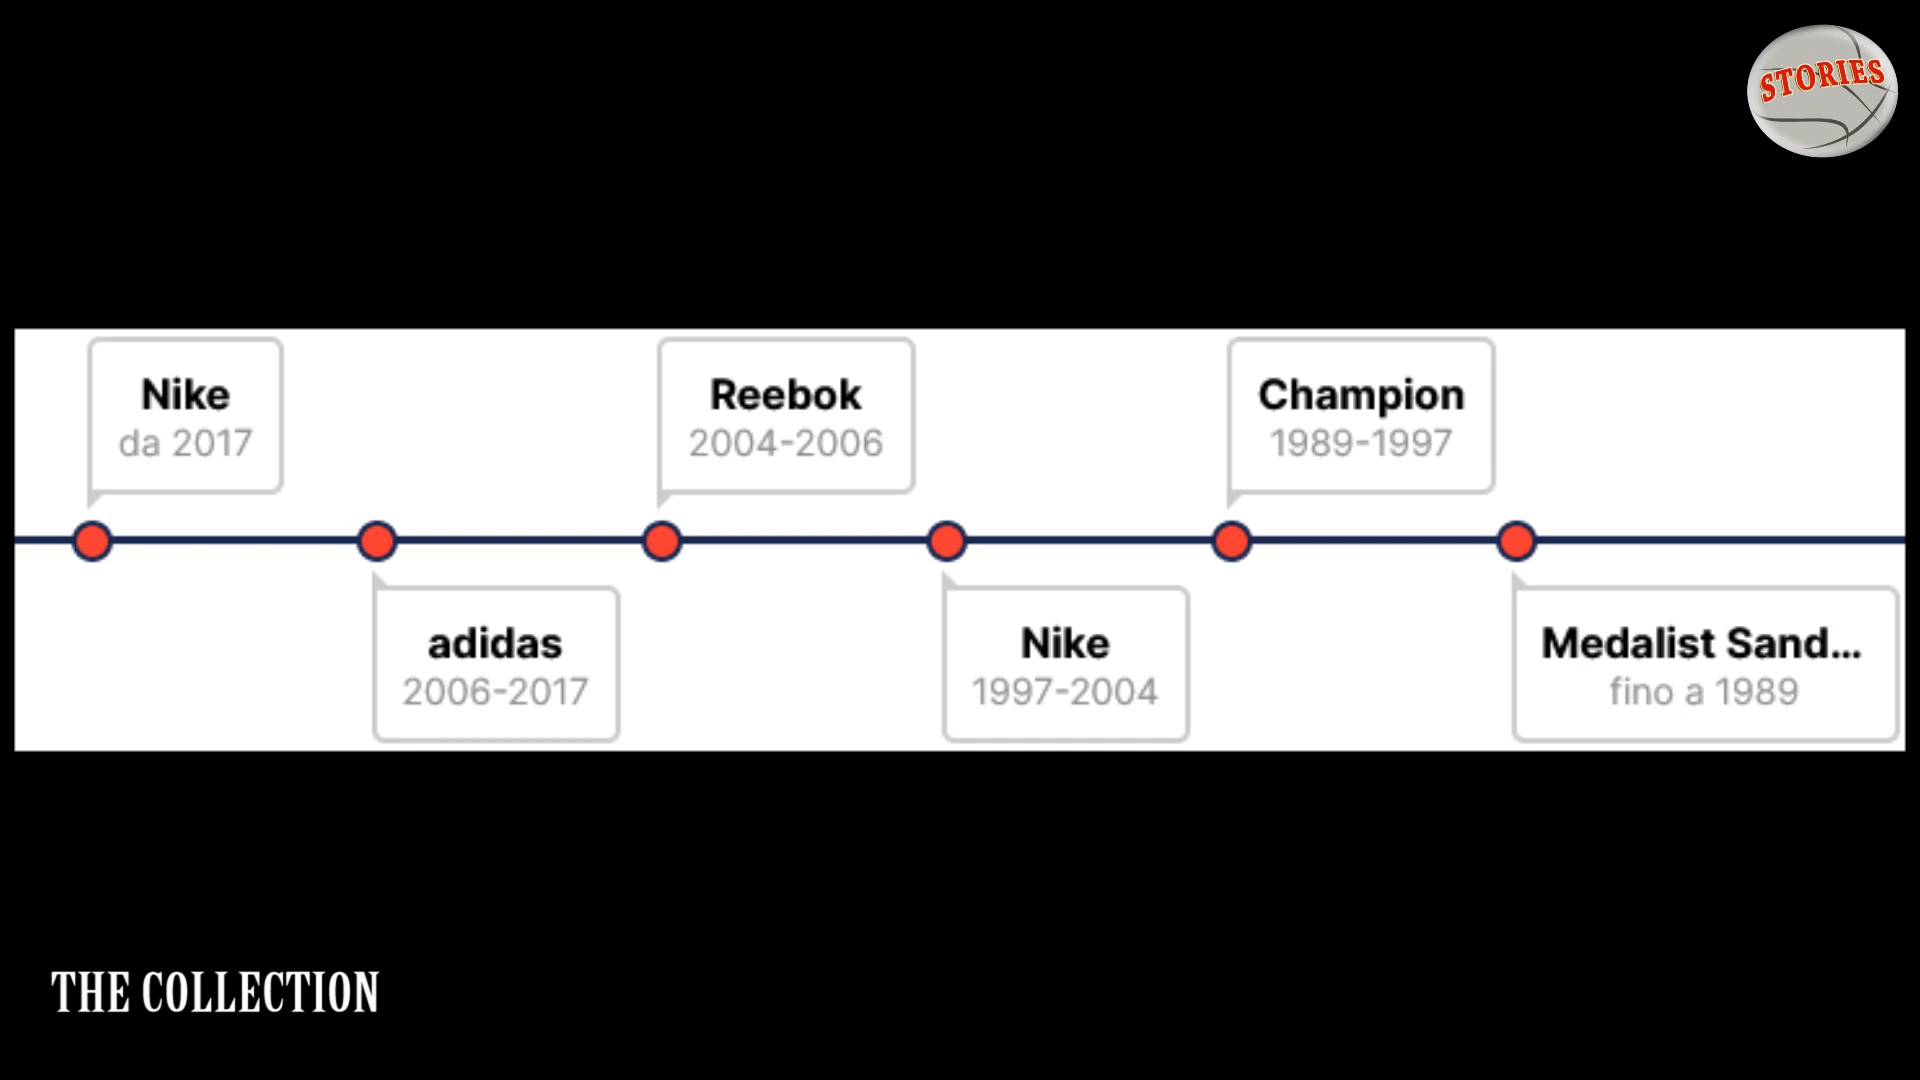 STORIES
Nike
da 2017
Reebok
2004-2006
Champion
1989-1997
adidas
2006-2017
Nike
1997-2004
Medalist Sand...
fino a 1989
THE COLLECTION